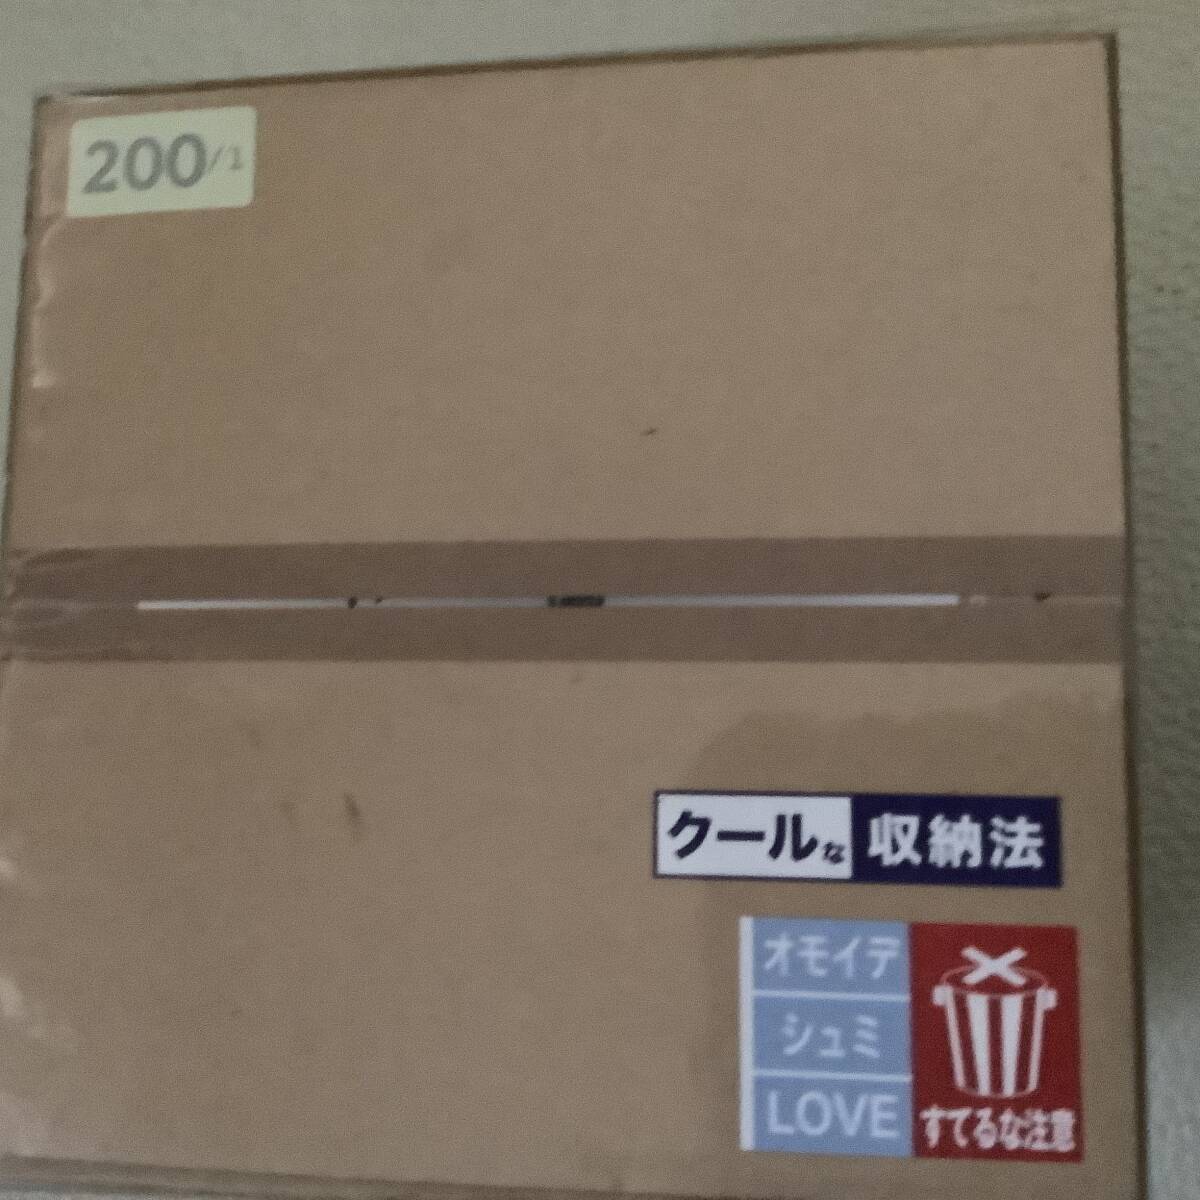 200/1
クールな 収納法
オモイデ
シュミ
LOVE
すてるな注意